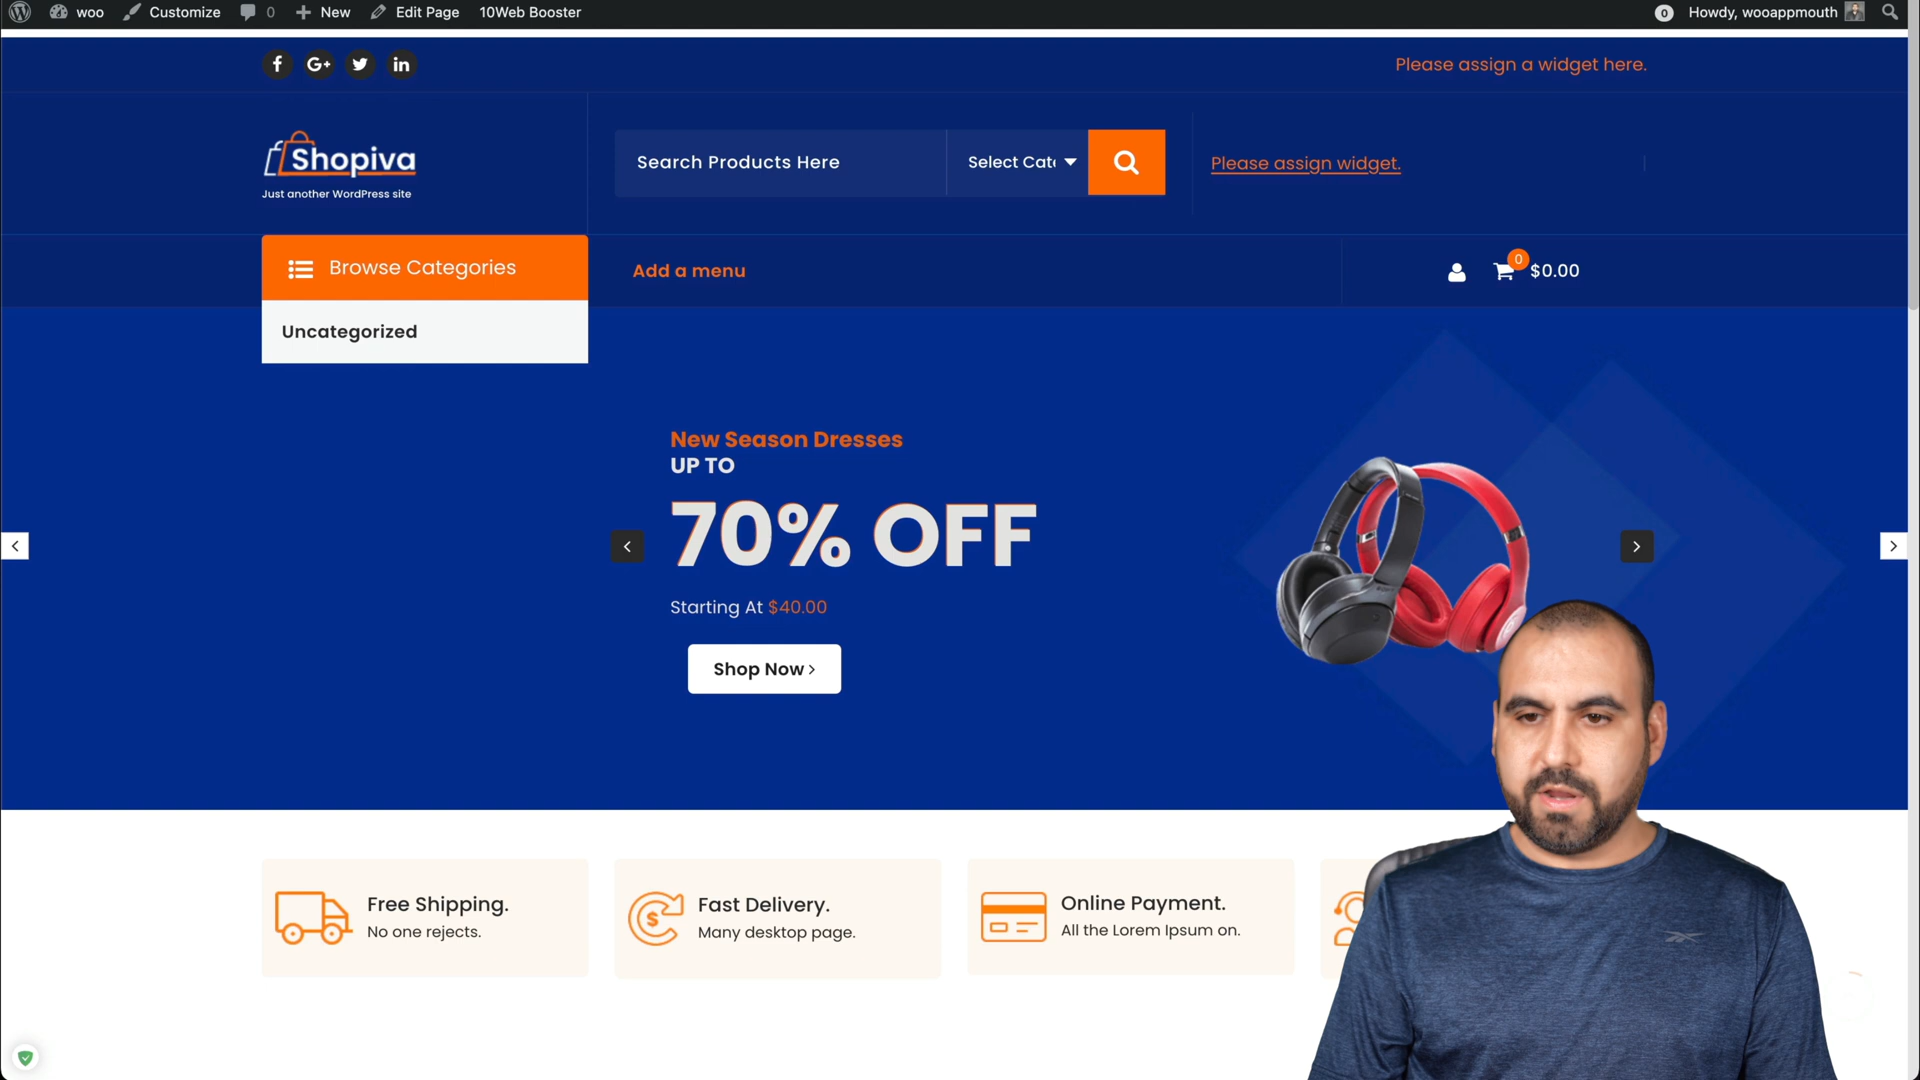 woo Customize 0 New Edit Page 10Web Booster 0 Howdy, wooappmouth
f G+ in Please assign a widget here.
Shopiva
Just another WordPress site
Search Products Here Select Cat Please assign widget.
Browse Categories Add a menu 0 $0.00
Uncategorized
New Season Dresses
UP TO
70% OFF
Starting At $40.00
Shop Now
Free Shipping.
No one rejects.
Fast Delivery.
Many desktop page.
Online Payment.
All the Lorem Ipsum on.